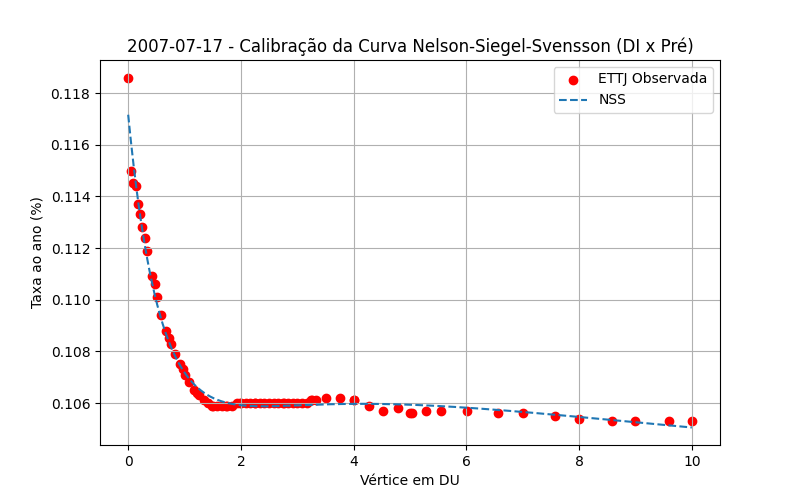 2007-07-17 - Calibração da Curva Nelson-Siegel-Svensson (DI x Pré)
ETTJ Observada
NSS
Taxa ao ano (%)
0.118
0.116
0.114
0.112
0.110
0.108
0.106
0 2 4 6 8 10
Vértice em DU